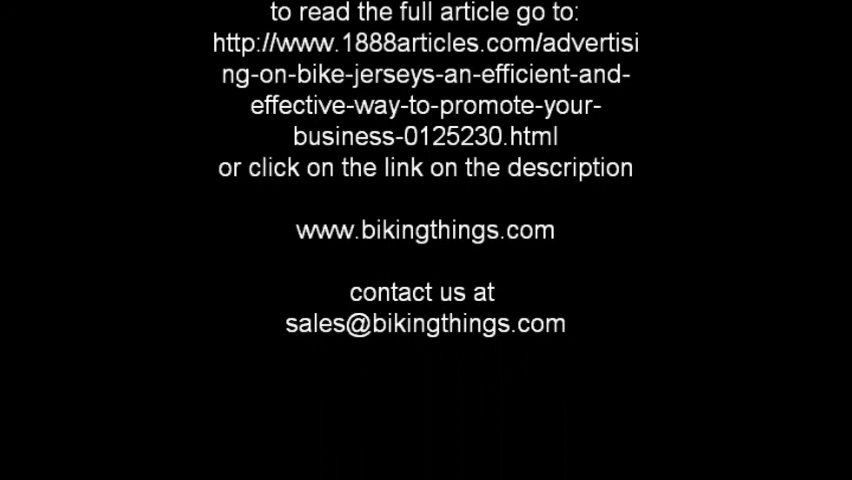 to read the full article go to:
http://www.1888articles.com/advertisi
ng-on-bike-jerseys-an-efficient-and-
effective-way-to-promote-your-
business-0125230.html
or click on the link on the description
www.bikingthings.com
contact us at
sales@bikingthings.com